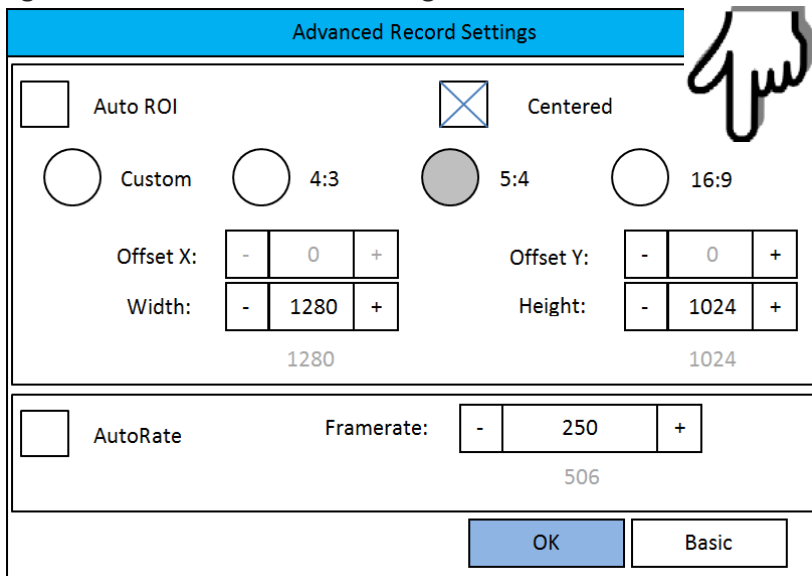 Advanced Record Settings
Auto ROI Centered
Custom 4:3 5:4 16:9
Offset X: - 0 + Offset Y: - 0 +
Width: - 1280 + Height: - 1024 +
1280 1024
AutoRate Framerate: - 250 +
506
OK Basic